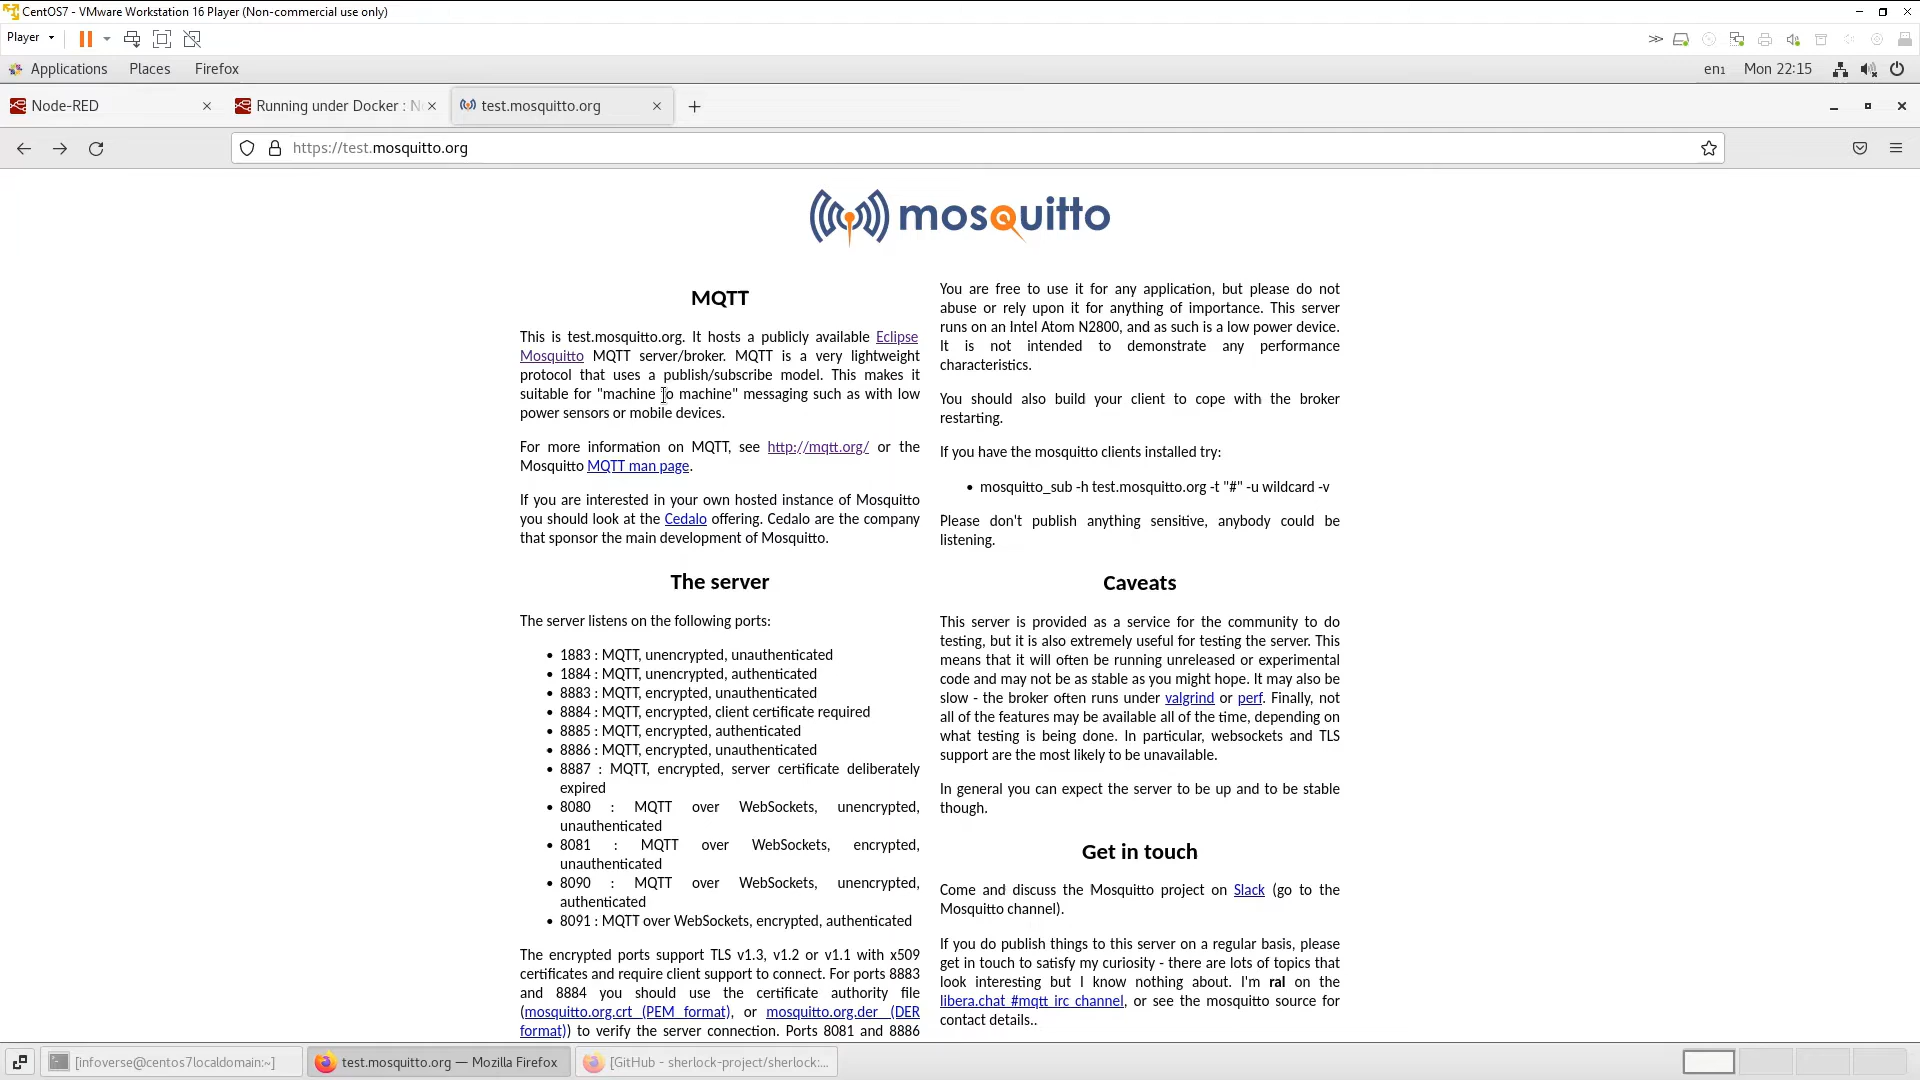 CentOS7 - VMware Workstation 16 Player (Non-commercial use only)
Player
Applications Places Firefox
en1 Mon 22:15
Node-RED
Running under Docker : N
test.mosquitto.org
https://test.mosquitto.org
mosquitto
MQTT
This is test.mosquitto.org. It hosts a publicly available Eclipse
Mosquitto MQTT server/broker. MQTT is a very lightweight
protocol that uses a publish/subscribe model. This makes it
suitable for "machine to machine" messaging such as with low
power sensors or mobile devices.
For more information on MQTT, see http://mqtt.org/ or the
Mosquitto MQTT man page.
If you are interested in your own hosted instance of Mosquitto
you should look at the Cedalo offering. Cedalo are the company
that sponsor the main development of Mosquitto.
The server
The server listens on the following ports:
• 1883 : MQTT, unencrypted, unauthenticated
• 1884 : MQTT, unencrypted, authenticated
• 8883 : MQTT, encrypted, unauthenticated
• 8884 : MQTT, encrypted, client certificate required
• 8885 : MQTT, encrypted, authenticated
• 8886 : MQTT, encrypted, unauthenticated
• 8887 : MQTT, encrypted, server certificate deliberately
expired
• 8080 : MQTT over WebSockets, unencrypted,
unauthenticated
• 8081 : MQTT over WebSockets, encrypted,
unauthenticated
• 8090 : MQTT over WebSockets, unencrypted,
authenticated
• 8091 : MQTT over WebSockets, encrypted, authenticated
The encrypted ports support TLS v1.3, v1.2 or v1.1 with x509
certificates and require client support to connect. For ports 8883
and 8884 you should use the certificate authority file
(mosquitto.org.crt (PEM format), or mosquitto.org.der (DER
format)) to verify the server connection. Ports 8081 and 8886
You are free to use it for any application, but please do not
abuse or rely upon it for anything of importance. This server
runs on an Intel Atom N2800, and as such is a low power device.
It is not intended to demonstrate any performance
characteristics.
You should also build your client to cope with the broker
restarting.
If you have the mosquitto clients installed try:
• mosquitto_sub -h test.mosquitto.org -t "#" -u wildcard -v
Please don't publish anything sensitive, anybody could be
listening.
Caveats
This server is provided as a service for the community to do
testing, but it is also extremely useful for testing the server. This
means that it will often be running unreleased or experimental
code and may not be as stable as you might hope. It may also be
slow - the broker often runs under valgrind or perf. Finally, not
all of the features may be available all of the time, depending on
what testing is being done. In particular, websockets and TLS
support are the most likely to be unavailable.
In general you can expect the server to be up and to be stable
though.
Get in touch
Come and discuss the Mosquitto project on Slack (go to the
Mosquitto channel).
If you do publish things to this server on a regular basis, please
get in touch to satisfy my curiosity - there are lots of topics that
look interesting but I know nothing about. I'm ral on the
libera.chat #mqtt irc channel, or see the mosquitto source for
contact details..
[infoverse@centos7localdomain:~]
test.mosquitto.org — Mozilla Firefox
[GitHub - sherlock-project/sherlock:...